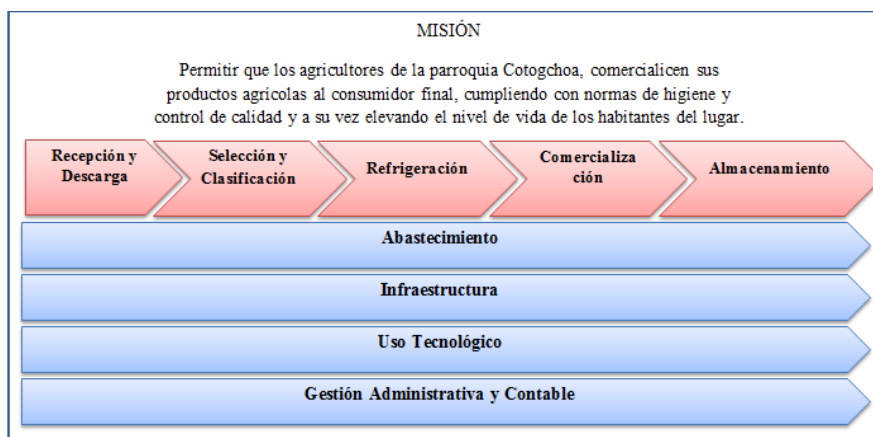 MISIÓN
Permitir que los agricultores de la parroquia Cotogchoa, comercialicen sus
productos agrícolas al consumidor final, cumpliendo con normas de higiene y
control de calidad y a su vez elevando el nivel de vida de los habitantes del lugar.
Recepción y
Descarga
Selección y
Clasificación
Refrigeración
Comercializa
ción
Almacenamiento
Abastecimiento
Infraestructura
Uso Tecnológico
Gestión Administrativa y Contable